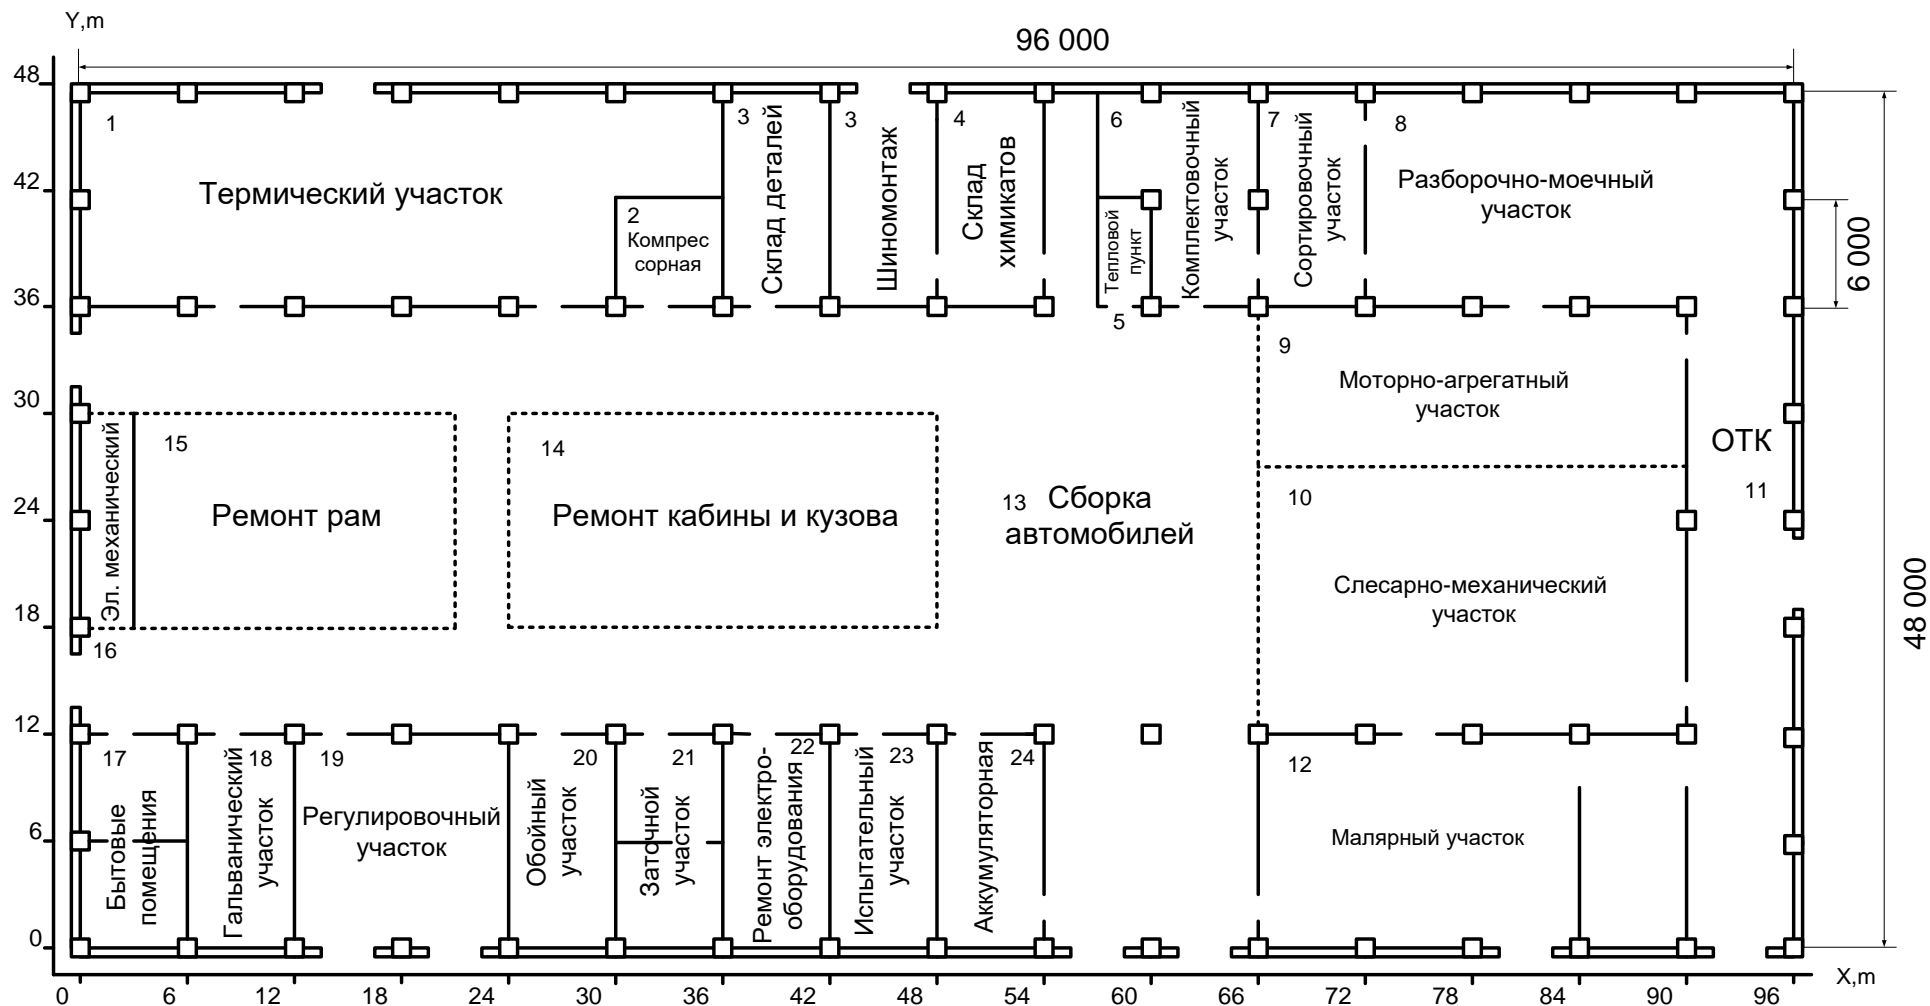 Y,m
96 000
48
42
36
30
24
18
12
6
0
1
Термический участок
2
Компрес
сорная
3
Склад деталей
3
Шиномонтаж
4
Склад
химикатов
6
Тепловой
пункт
5
Комплектовочный
участок
7
Сортировочный
участок
8
Разборочно-моечный
участок
6 000
48 000
9
Моторно-агрегатный
участок
ОТК
11
10
Слесарно-механический
участок
13
Сборка
автомобилей
14
Ремонт кабины и кузова
15
Ремонт рам
Эл. механический
16
17
Бытовые
помещения
18
Гальванический
участок
19
Регулировочный
участок
20
Обойный
участок
21
Заточной
участок
22
Ремонт электро-
оборудования
23
Испытательный
участок
24
Аккумуляторная
12
Малярный участок
0
6
12
18
24
30
36
42
48
54
60
66
72
78
84
90
96
X,m